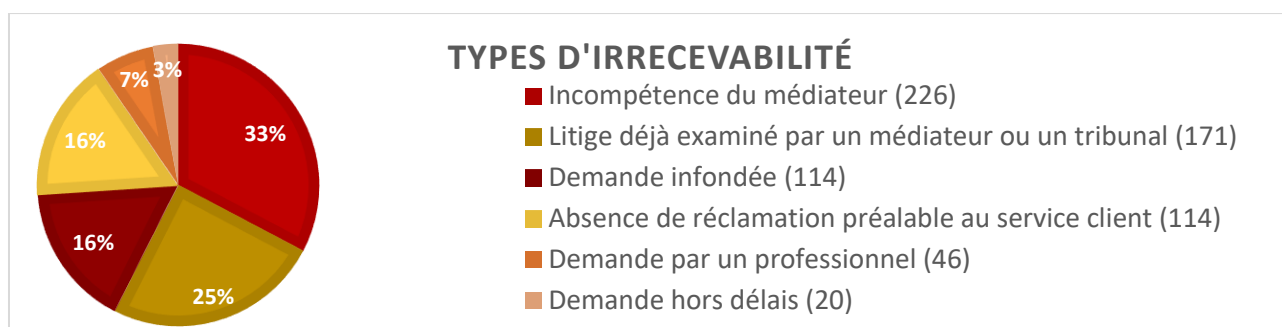 TYPES D'IRRECEVABILITÉ
Incompétence du médiateur (226)
Litige déjà examiné par un médiateur ou un tribunal (171)
Demande infondée (114)
Absence de réclamation préalable au service client (114)
Demande par un professionnel (46)
Demande hors délais (20)
33%
25%
16%
16%
7%
3%